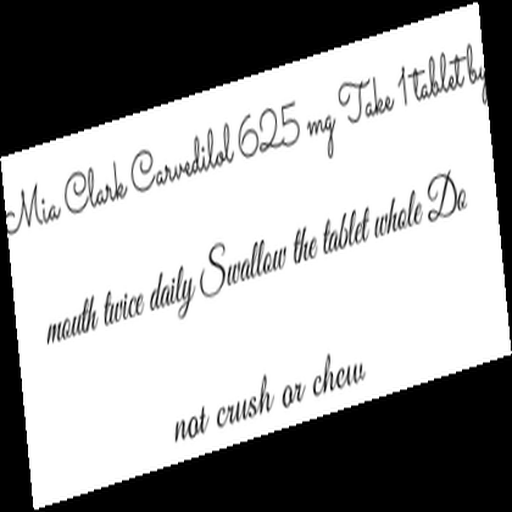 Mia Clark Carvedilol 625 mg Take 1 tablet by
mouth twice daily Swallow the tablet whole Do
not crush or chew